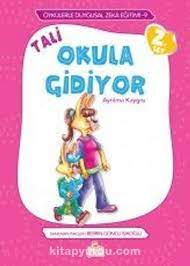 ÖYKÜLERLE DUYGUSAL ZEKA EĞİTİMİ-9
TALİ
2.
OKULA
GİDİYOR
Ayrılma Kaygısı
kitapyurdu.com